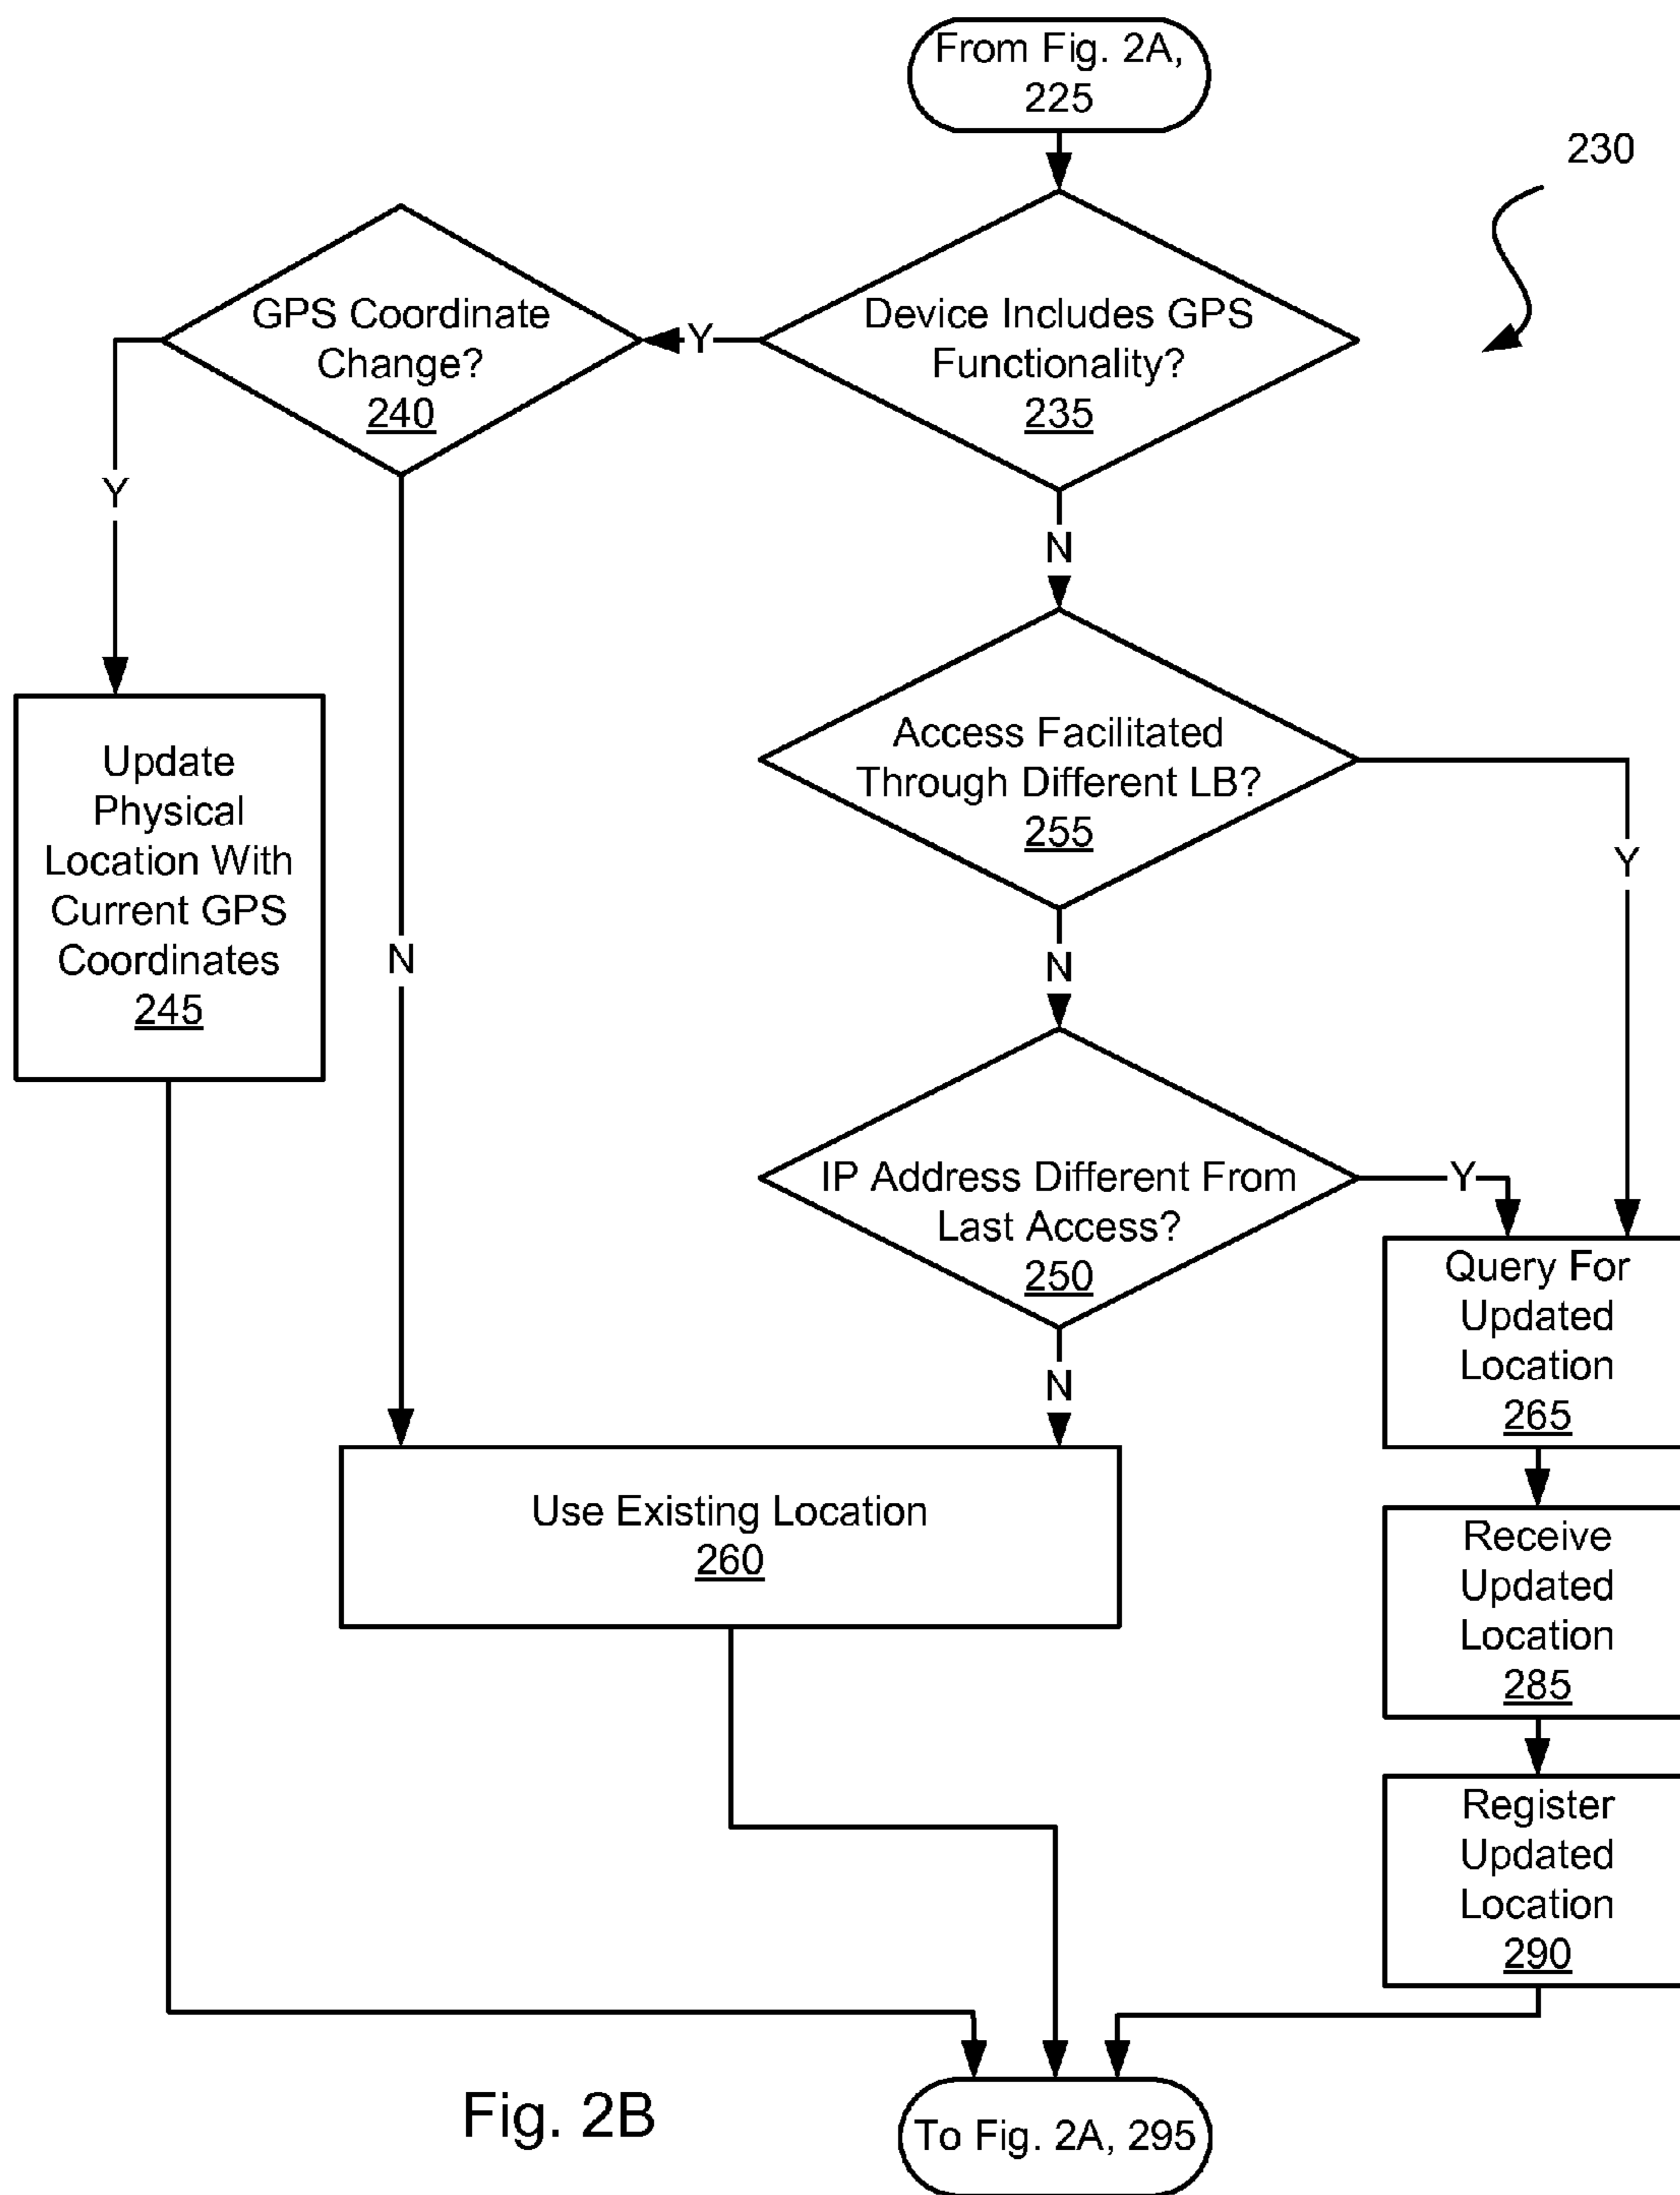 From Fig. 2A,
225
230
Device Includes GPS
Functionality?
235
Y
GPS Coordinate
Change?
240
Y
N
N
Update
Physical
Location With
Current GPS
Coordinates
245
Access Facilitated
Through Different LB?
255
Y
N
IP Address Different From
Last Access?
250
Y
N
Query For
Updated
Location
265
Use Existing Location
260
Receive
Updated
Location
285
Register
Updated
Location
290
To Fig. 2A, 295
Fig. 2B